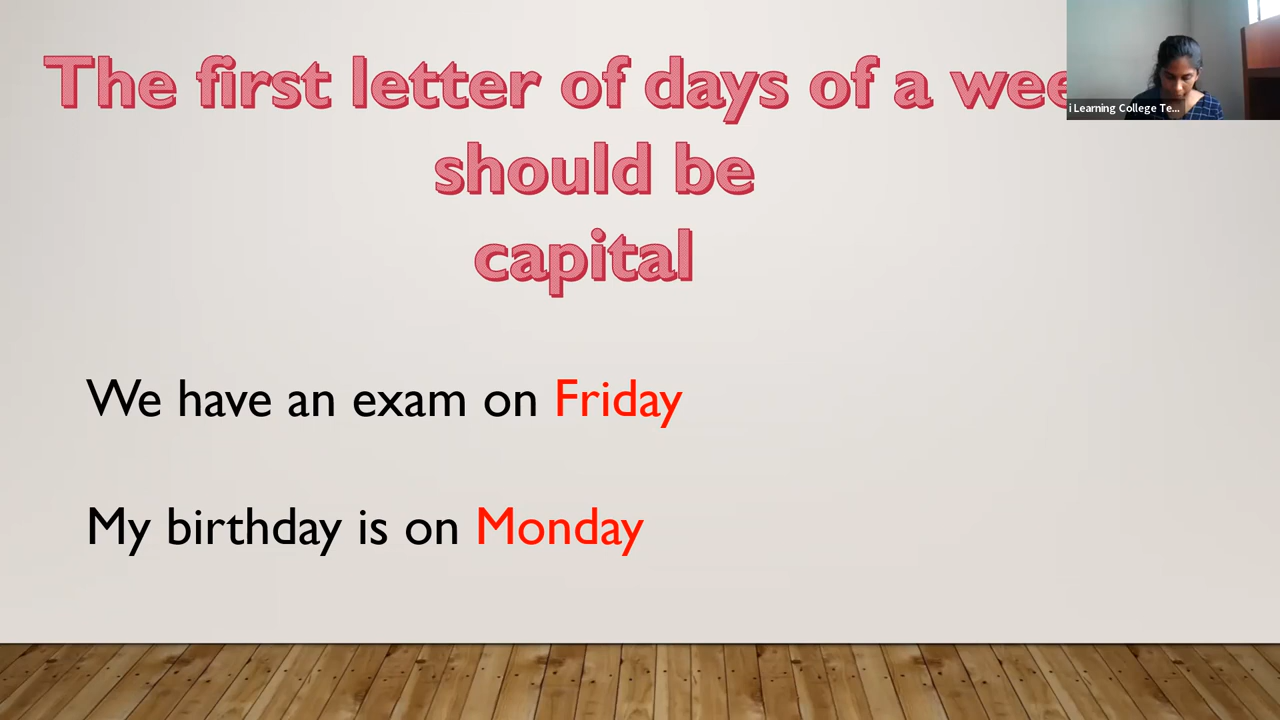 The first letter of days of a wee
should be
capital
i Learning College Te...
We have an exam on Friday
My birthday is on Monday